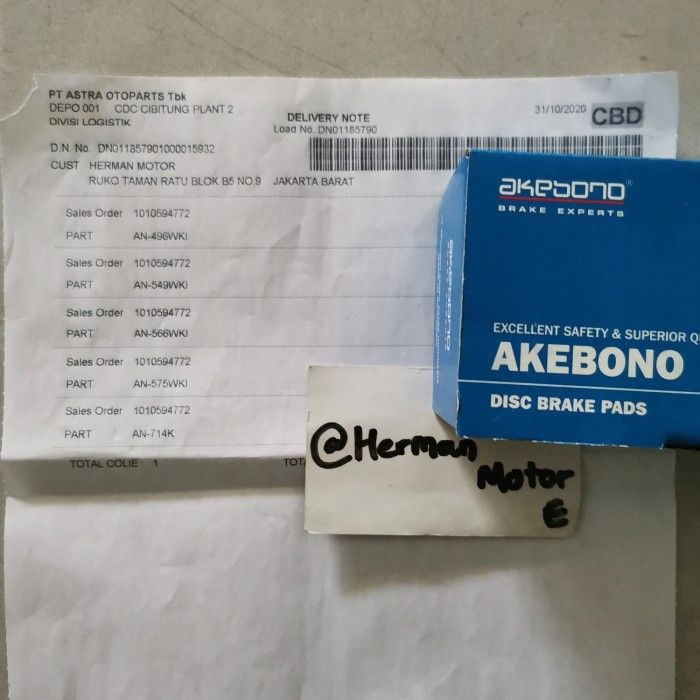 PT ASTRA OTOPARTS Tbk
DEPO 001 CDC CIBITUNG PLANT 2
DIVISI LOGISTIK
DELIVERY NOTE
Load No. DN01185790
31/10/2020 CBD
D.N No. DN011857901000015932
CUST HERMAN MOTOR
RUKO TAMAN RATU BLOK B5 NO.9 JAKARTA BARAT
Sales Order 1010594772
PART AN-496WKI
Sales Order 1010594772
PART AN-549WKI
Sales Order 1010594772
PART AN-566WKI
Sales Order 1010594772
PART AN-575WKI
Sales Order 1010594772
PART AN-714K
TOTAL COLIE: 1 TOTA
akebono®
BRAKE EXPERTS
akebono
EXCELLENT SAFETY & SUPERIOR Q
AKEBONO
DISC BRAKE PADS
@Herman
Motor
E